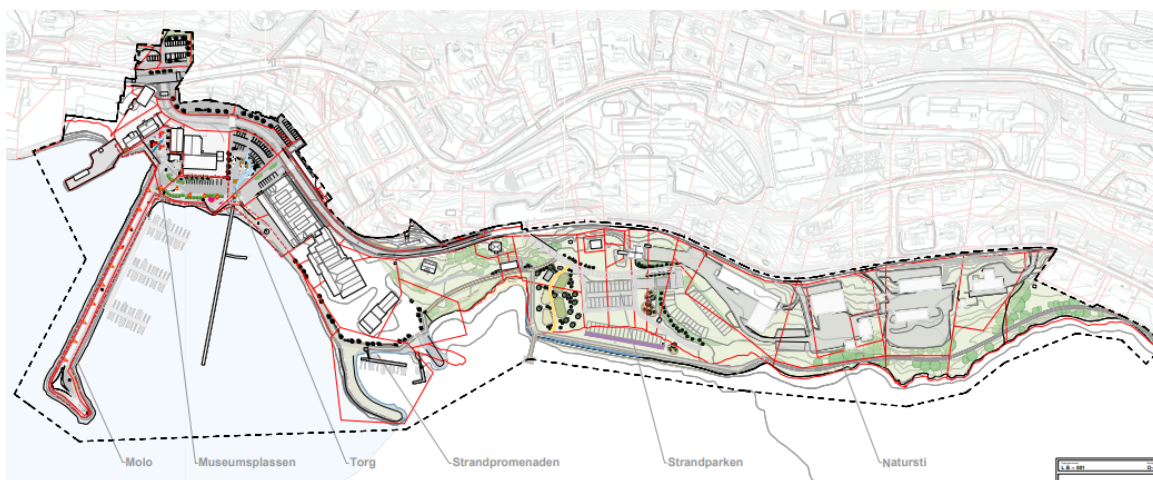 Molo
Museumsplassen
Torg
Strandpromenaden
Strandparken
Natursti